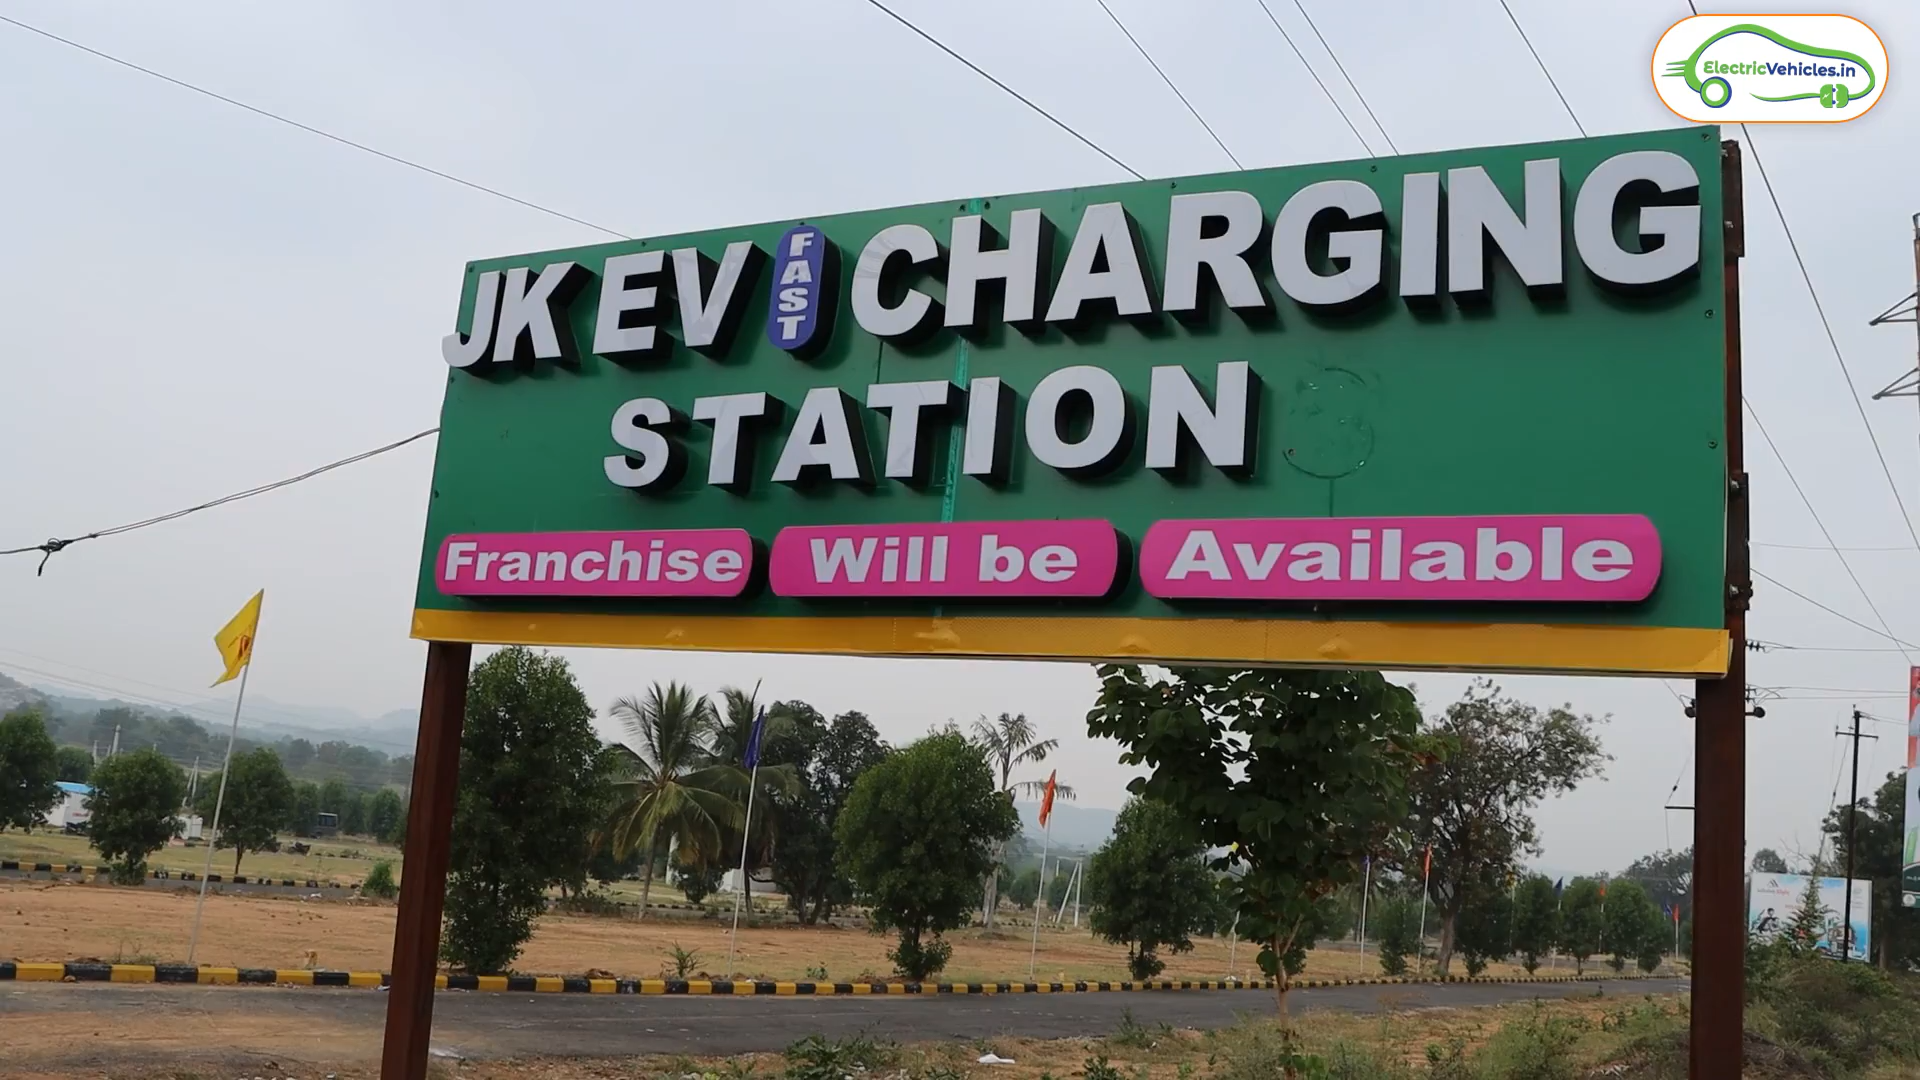 ElectricVehicles.in
JK EV FAST CHARGING
STATION
Franchise Will be Available